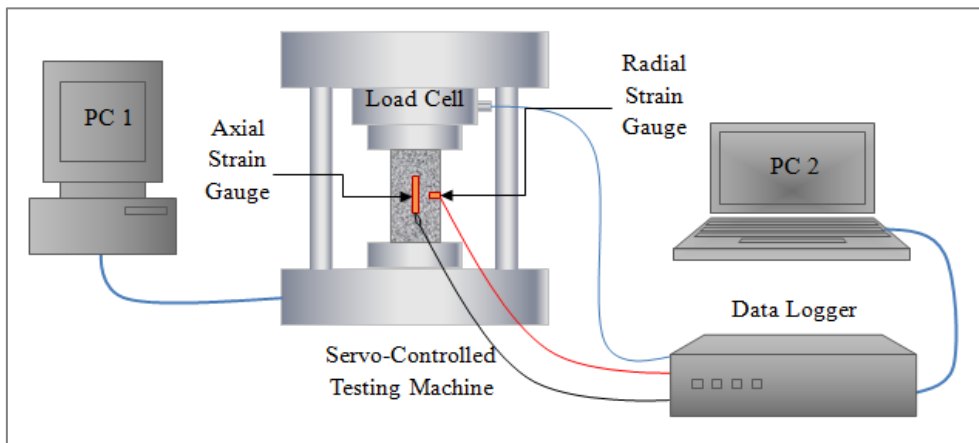 PC 1
Load Cell
Radial
Strain
Gauge
Axial
Strain
Gauge
PC 2
Data Logger
Servo-Controlled
Testing Machine